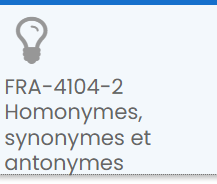 FRA-4104-2
Homonymes,
synonymes et
antonymes